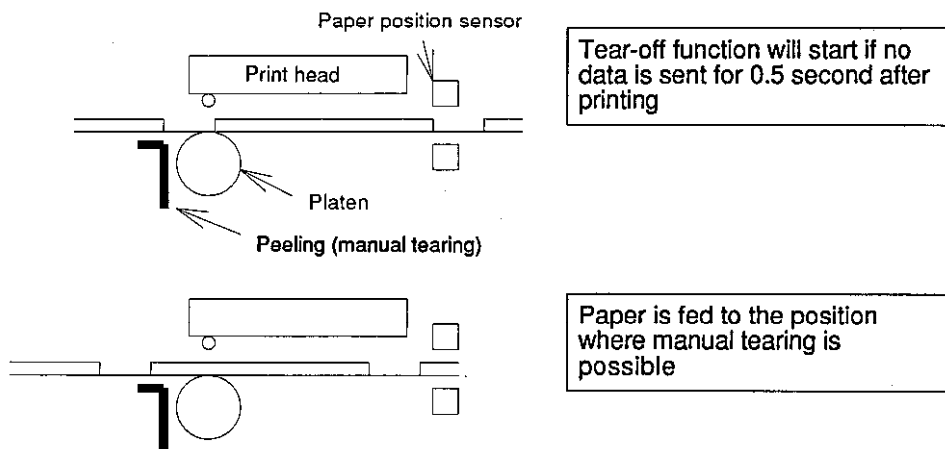 Paper position sensor
Print head
Tear-off function will start if no
data is sent for 0.5 second after
printing
Platen
Peeling (manual tearing)
Paper is fed to the position
where manual tearing is
possible